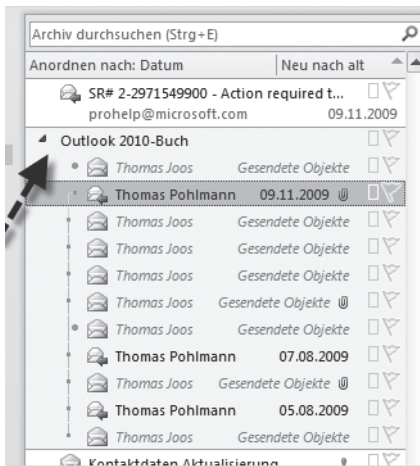 Archiv durchsuchen (Strg+E)
Anordnen nach: Datum Neu nach alt
SR# 2-2971549900 - Action required t...
prohelp@microsoft.com 09.11.2009
Outlook 2010-Buch
Thomas Joos Gesendete Objekte
Thomas Pohlmann 09.11.2009
Thomas Joos Gesendete Objekte
Thomas Joos Gesendete Objekte
Thomas Joos Gesendete Objekte
Thomas Joos Gesendete Objekte
Thomas Joos Gesendete Objekte
Thomas Pohlmann 07.08.2009
Thomas Joos Gesendete Objekte
Thomas Pohlmann 05.08.2009
Thomas Joos Gesendete Objekte
Kontaktdaten Aktualisierung